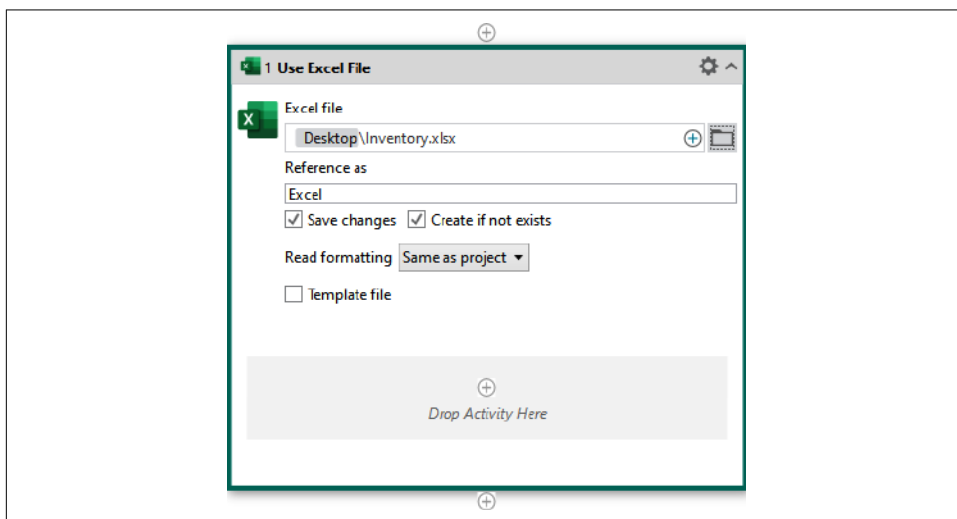 1 Use Excel File
Excel file
Desktop\Inventory.xlsx
Reference as
Excel
Save changes Create if not exists
Read formatting Same as project
Template file
Drop Activity Here